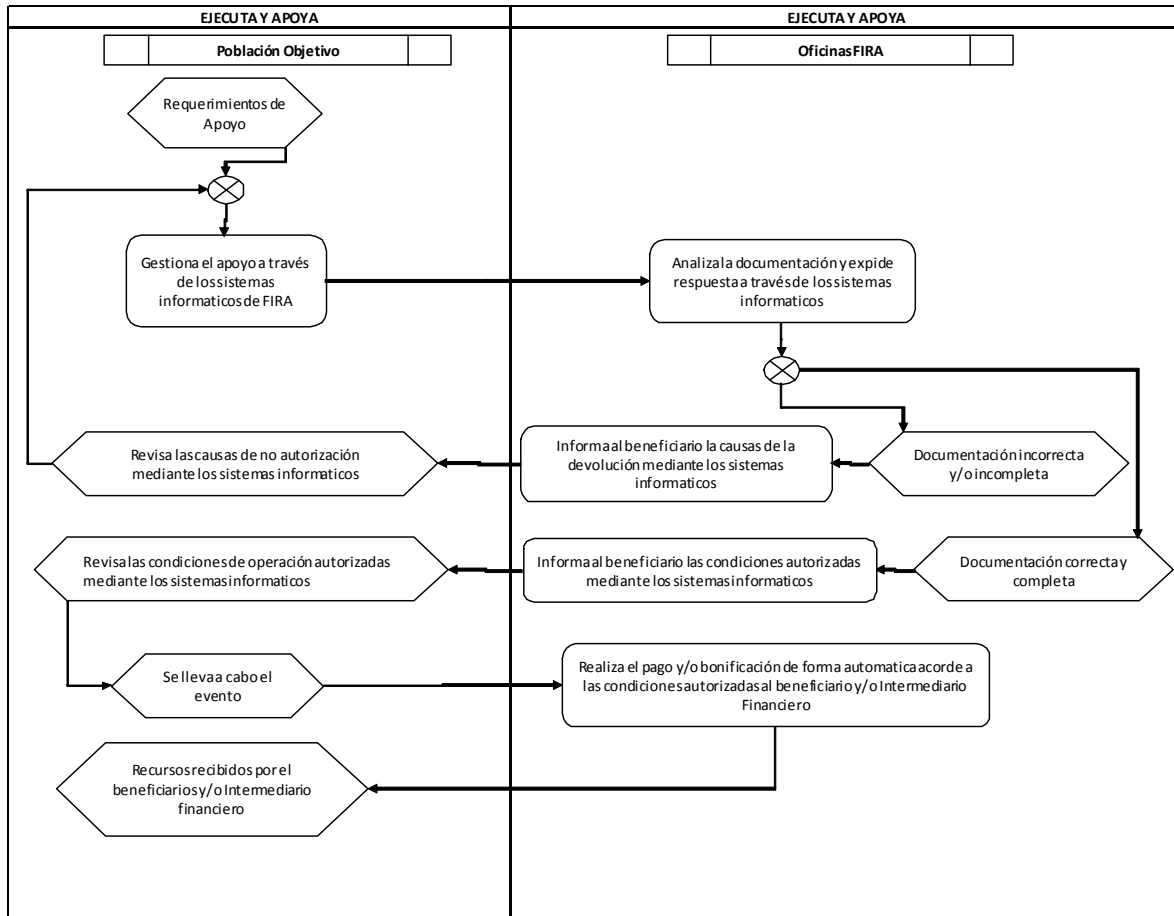 EJECUTA Y APOYA
EJECUTA Y APOYA
Población Objetivo
Oficinas FIRA
Requerimientos de
Apoyo
Gestiona el apoyo a través
de los sistemas
informaticos de FIRA
Analiza la documentación y expide
respuesta a través de los sistemas
informaticos
Revisa las causas de no autorización
mediante los sistemas informaticos
Informa al beneficiario la causas de la
devolución mediante los sistemas
informaticos
Documentación incorrecta
y/o incompleta
Revisa las condiciones de operación autorizadas
mediante los sistemas informaticos
Informa al beneficiario las condiciones autorizadas
mediante los sistemas informaticos
Documentación correcta y
completa
Se lleva a cabo el
evento
Realiza el pago y/o bonificación de forma automatica acorde a
las condiciones autorizadas al beneficiario y/o Intermediario
Financiero
Recursos recibidos por el
beneficiarios y/o Intermediario
financiero